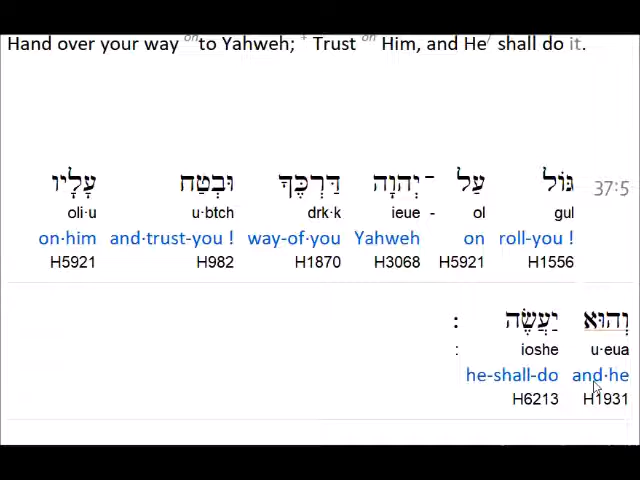 Hand over your way on to Yahweh; + Trust on Him, and He / shall do it.
37:5 גּוֹל עַל־ יְהוָה דַּרְכֶּךָ וּבְטַח עָלָיו
oli·u u·btch drk·k ieue - ol gul
on·him and·trust-you ! way-of·you Yahweh on roll-you !
H5921 H982 H1870 H3068 H5921 H1556
וְהוּא יַעֲשֶׂה :
: ioshe u·eua
he-shall-do and·he
H6213 H1931